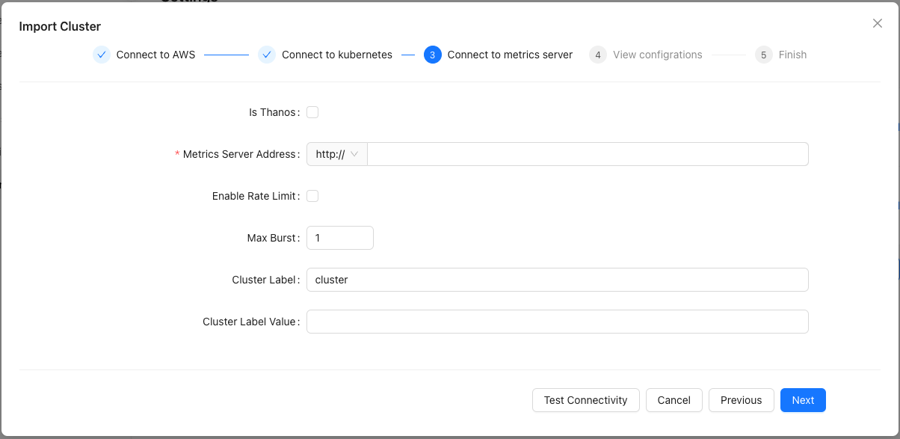 Import Cluster
Connect to AWS Connect to kubernetes 3 Connect to metrics server 4 View configrations 5 Finish
Is Thanos:
* Metrics Server Address: http://
Enable Rate Limit:
Max Burst: 1
Cluster Label: cluster
Cluster Label Value:
Test Connectivity Cancel Previous Next